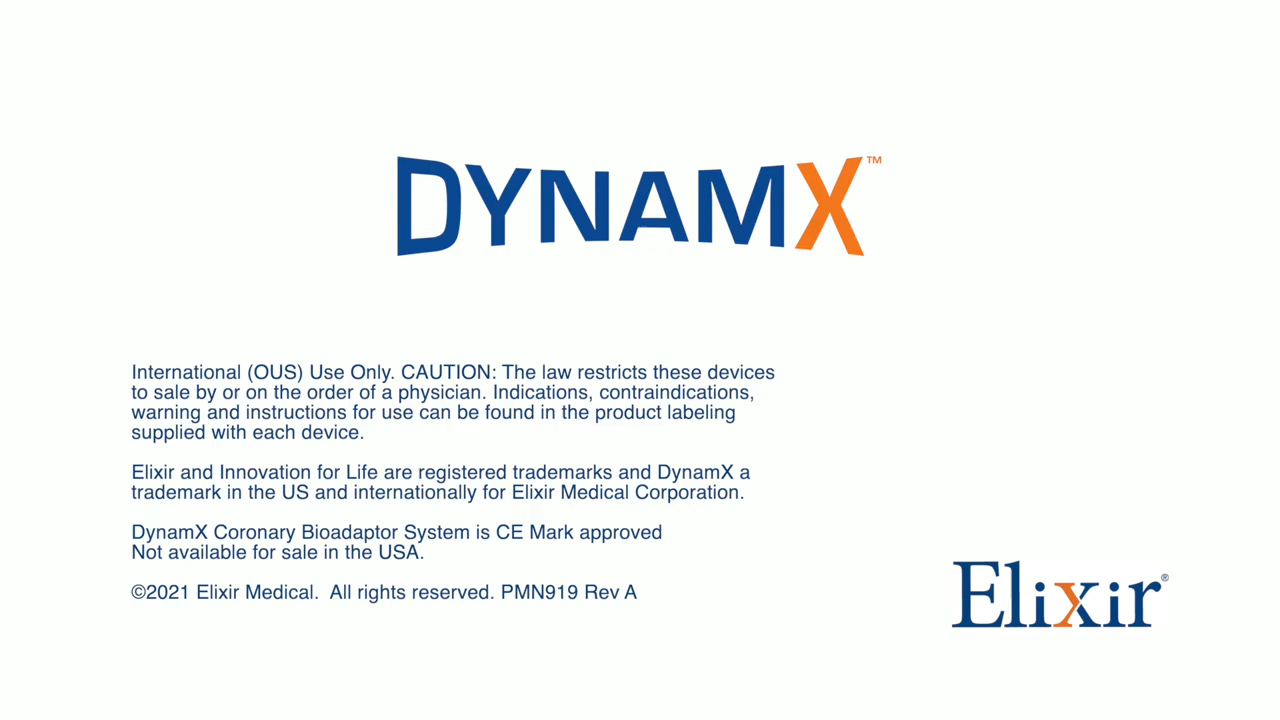 DYNAMX™
International (OUS) Use Only. CAUTION: The law restricts these devices
to sale by or on the order of a physician. Indications, contraindications,
warning and instructions for use can be found in the product labeling
supplied with each device.
Elixir and Innovation for Life are registered trademarks and DynamX a
trademark in the US and internationally for Elixir Medical Corporation.
DynamX Coronary Bioadaptor System is CE Mark approved
Not available for sale in the USA.
©2021 Elixir Medical.  All rights reserved. PMN919 Rev A
Elixir®